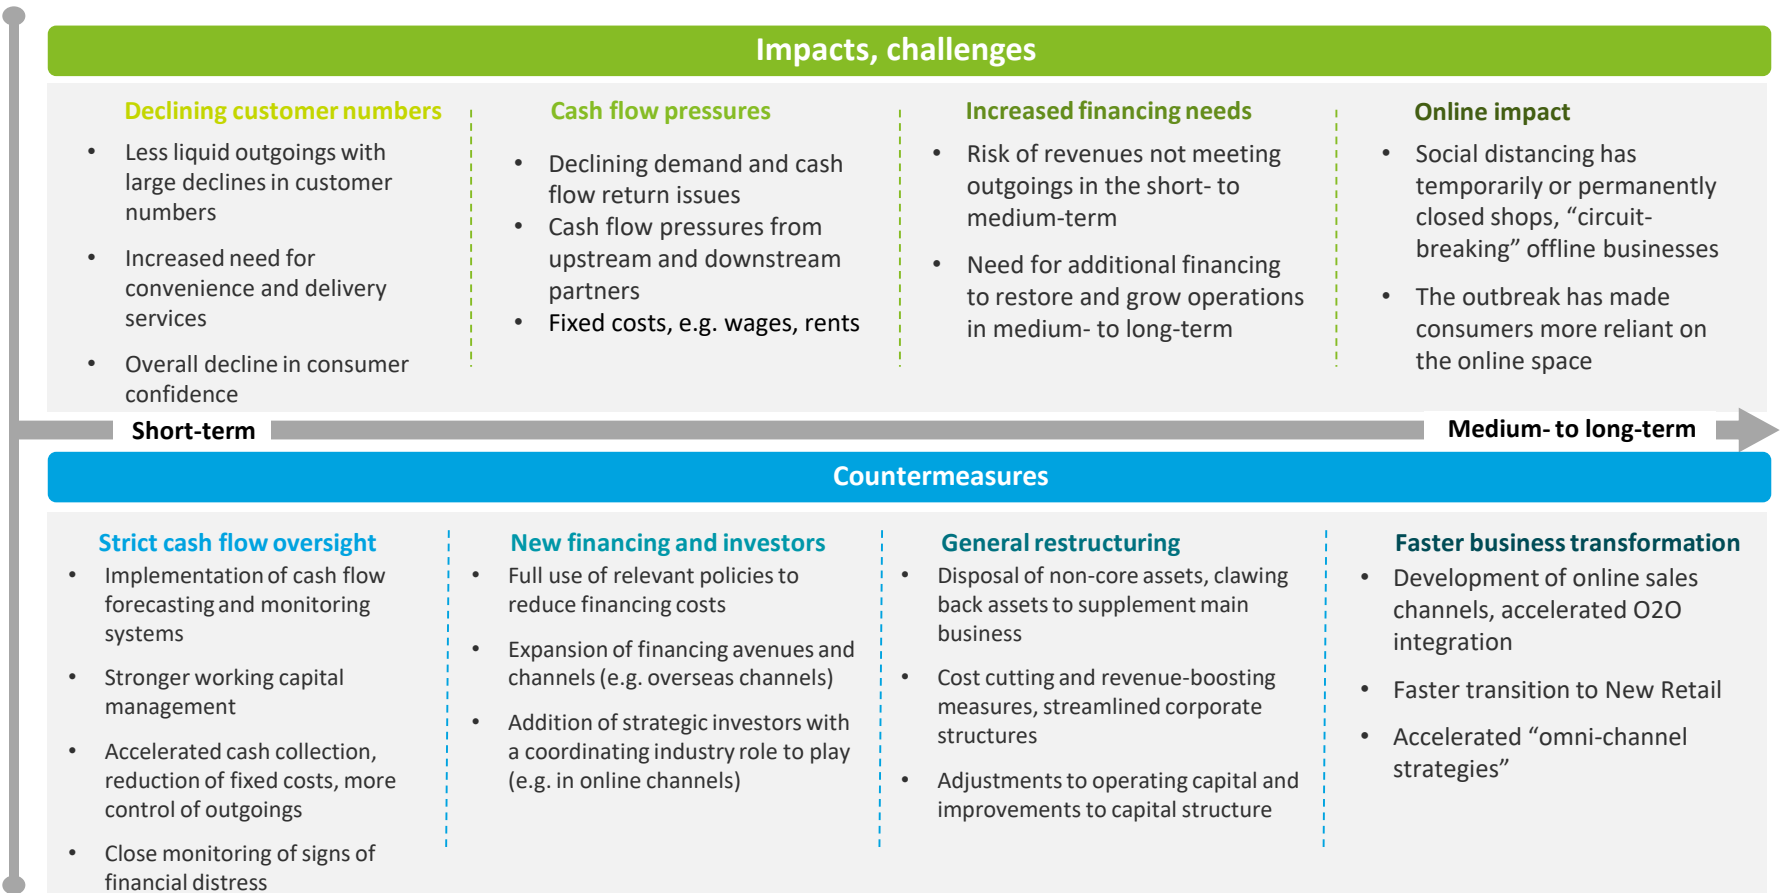 Impacts, challenges
Declining customer numbers
• Less liquid outgoings with
large declines in customer
numbers
• Increased need for
convenience and delivery
services
• Overall decline in consumer
confidence
Cash flow pressures
• Declining demand and cash
flow return issues
• Cash flow pressures from
upstream and downstream
partners
• Fixed costs, e.g. wages, rents
Increased financing needs
• Risk of revenues not meeting
outgoings in the short- to
medium-term
• Need for additional financing
to restore and grow operations
in medium- to long-term
Online impact
• Social distancing has
temporarily or permanently
closed shops, “circuit-
breaking” offline businesses
• The outbreak has made
consumers more reliant on
the online space
Short-term
Medium- to long-term
Countermeasures
Strict cash flow oversight
• Implementation of cash flow
forecasting and monitoring
systems
• Stronger working capital
management
• Accelerated cash collection,
reduction of fixed costs, more
control of outgoings
• Close monitoring of signs of
financial distress
New financing and investors
• Full use of relevant policies to
reduce financing costs
• Expansion of financing avenues and
channels (e.g. overseas channels)
• Addition of strategic investors with
a coordinating industry role to play
(e.g. in online channels)
General restructuring
• Disposal of non-core assets, clawing
back assets to supplement main
business
• Cost cutting and revenue-boosting
measures, streamlined corporate
structures
• Adjustments to operating capital and
improvements to capital structure
Faster business transformation
• Development of online sales
channels, accelerated O2O
integration
• Faster transition to New Retail
• Accelerated “omni-channel
strategies”